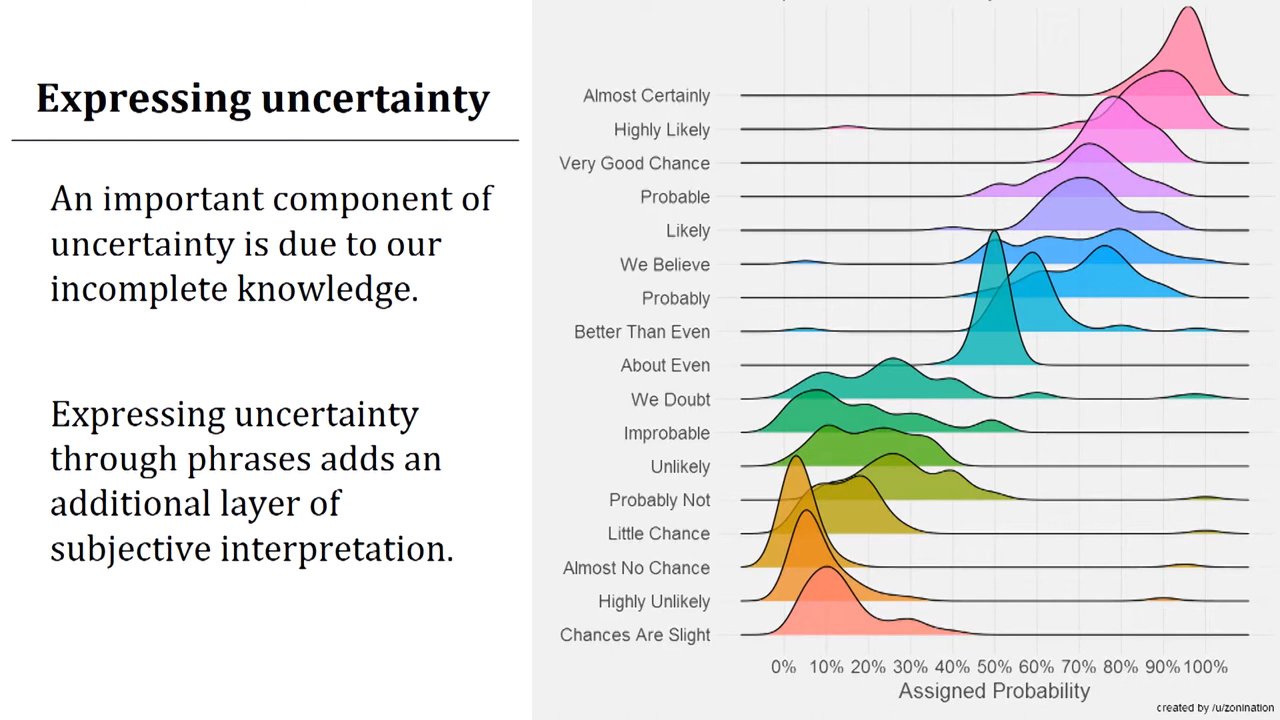 Expressing uncertainty
An important component of
uncertainty is due to our
incomplete knowledge.
Expressing uncertainty
through phrases adds an
additional layer of
subjective interpretation.
Almost Certainly
Highly Likely
Very Good Chance
Probable
Likely
We Believe
Probably
Better Than Even
About Even
We Doubt
Improbable
Unlikely
Probably Not
Little Chance
Almost No Chance
Highly Unlikely
Chances Are Slight
0% 10% 20% 30% 40% 50% 60% 70% 80% 90% 100%
Assigned Probability
created by /u/zonination